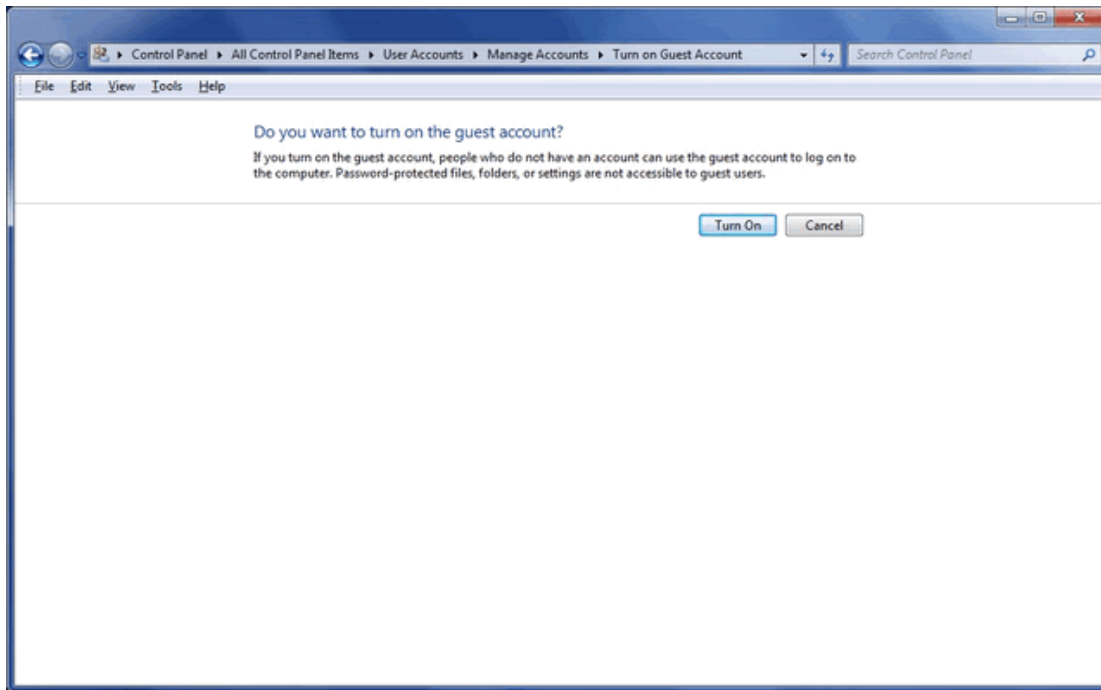 Control Panel All Control Panel Items User Accounts Manage Accounts Turn on Guest Account Search Control Panel
File Edit View Tools Help
Do you want to turn on the guest account?
If you turn on the guest account, people who do not have an account can use the guest account to log on to
the computer. Password-protected files, folders, or settings are not accessible to guest users.
Turn On Cancel